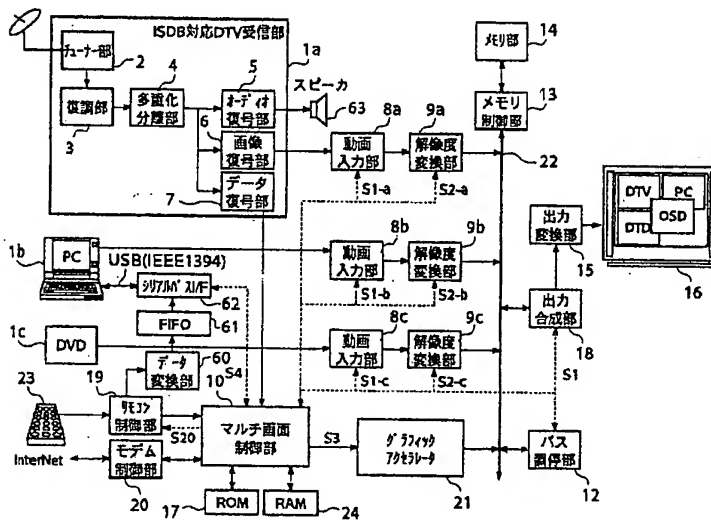 ISDB対応DTV受信部
1a
チューナー部
2
復調部
3
4
多重化
分離部
5
オーディオ
復号部
スピーカ
63
6
画像
復号部
7
データ
復号部
8a
動画
入力部
9a
解像度
変換部
S1-a
S2-a
メモリ部
14
メモリ
制御部
13
22
1b
PC
USB(IEEE1394)
シリアルバスI/F
62
FIFO
61
8b
動画
入力部
9b
解像度
変換部
S1-b
S2-b
1c
DVD
データ
変換部
60
8c
動画
入力部
9c
解像度
変換部
S1-c
S2-c
出力
変換部
15
DTV
PC
OSD
DTD
16
出力
合成部
18
S1
23
19
リモコン
制御部
S20
10
S4
マルチ画面
制御部
S3
グラフィック
アクセラレータ
21
バス
調停部
12
InterNet
モデム
制御部
20
17
ROM
RAM
24